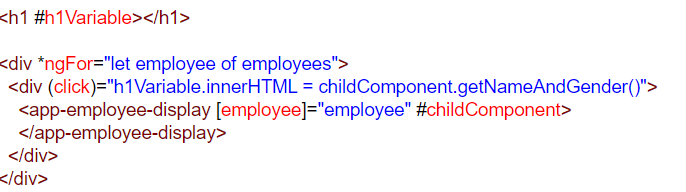 <h1 #h1Variable></h1>
<div *ngFor="let employee of employees">
<div (click)="h1Variable.innerHTML = childComponent.getNameAndGender()">
<app-employee-display [employee]="employee" #childComponent>
</app-employee-display>
</div>
</div>